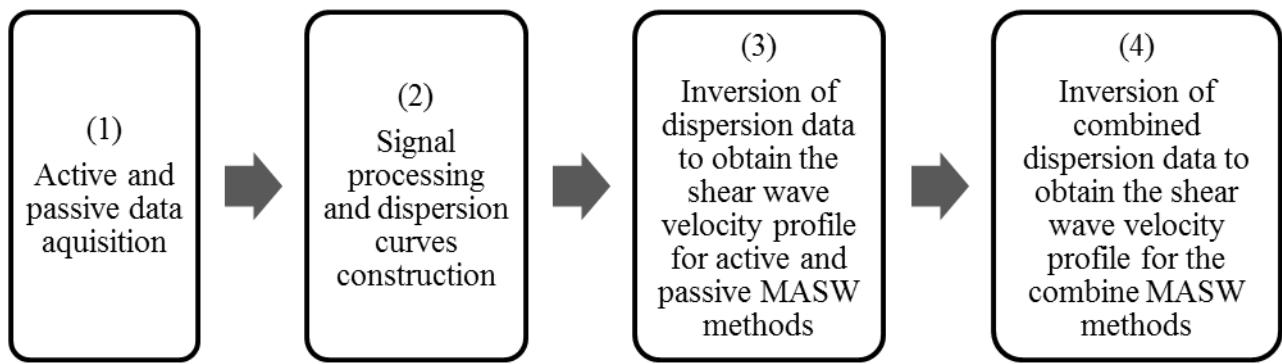 (1)
Active and
passive data
aquisition
(2)
Signal
processing
and dispersion
curves
construction
(3)
Inversion of
dispersion data
to obtain the
shear wave
velocity profile
for active and
passive MASW
methods
(4)
Inversion of
combined
dispersion data to
obtain the shear
wave velocity
profile for the
combine MASW
methods